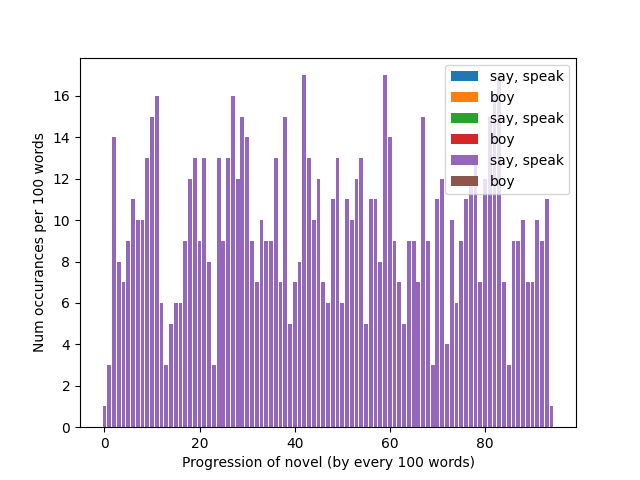 say, speak
boy
say, speak
boy
say, speak
boy
16
14
12
10
8
6
4
2
0
Num occurances per 100 words
0 20 40 60 80
Progression of novel (by every 100 words)